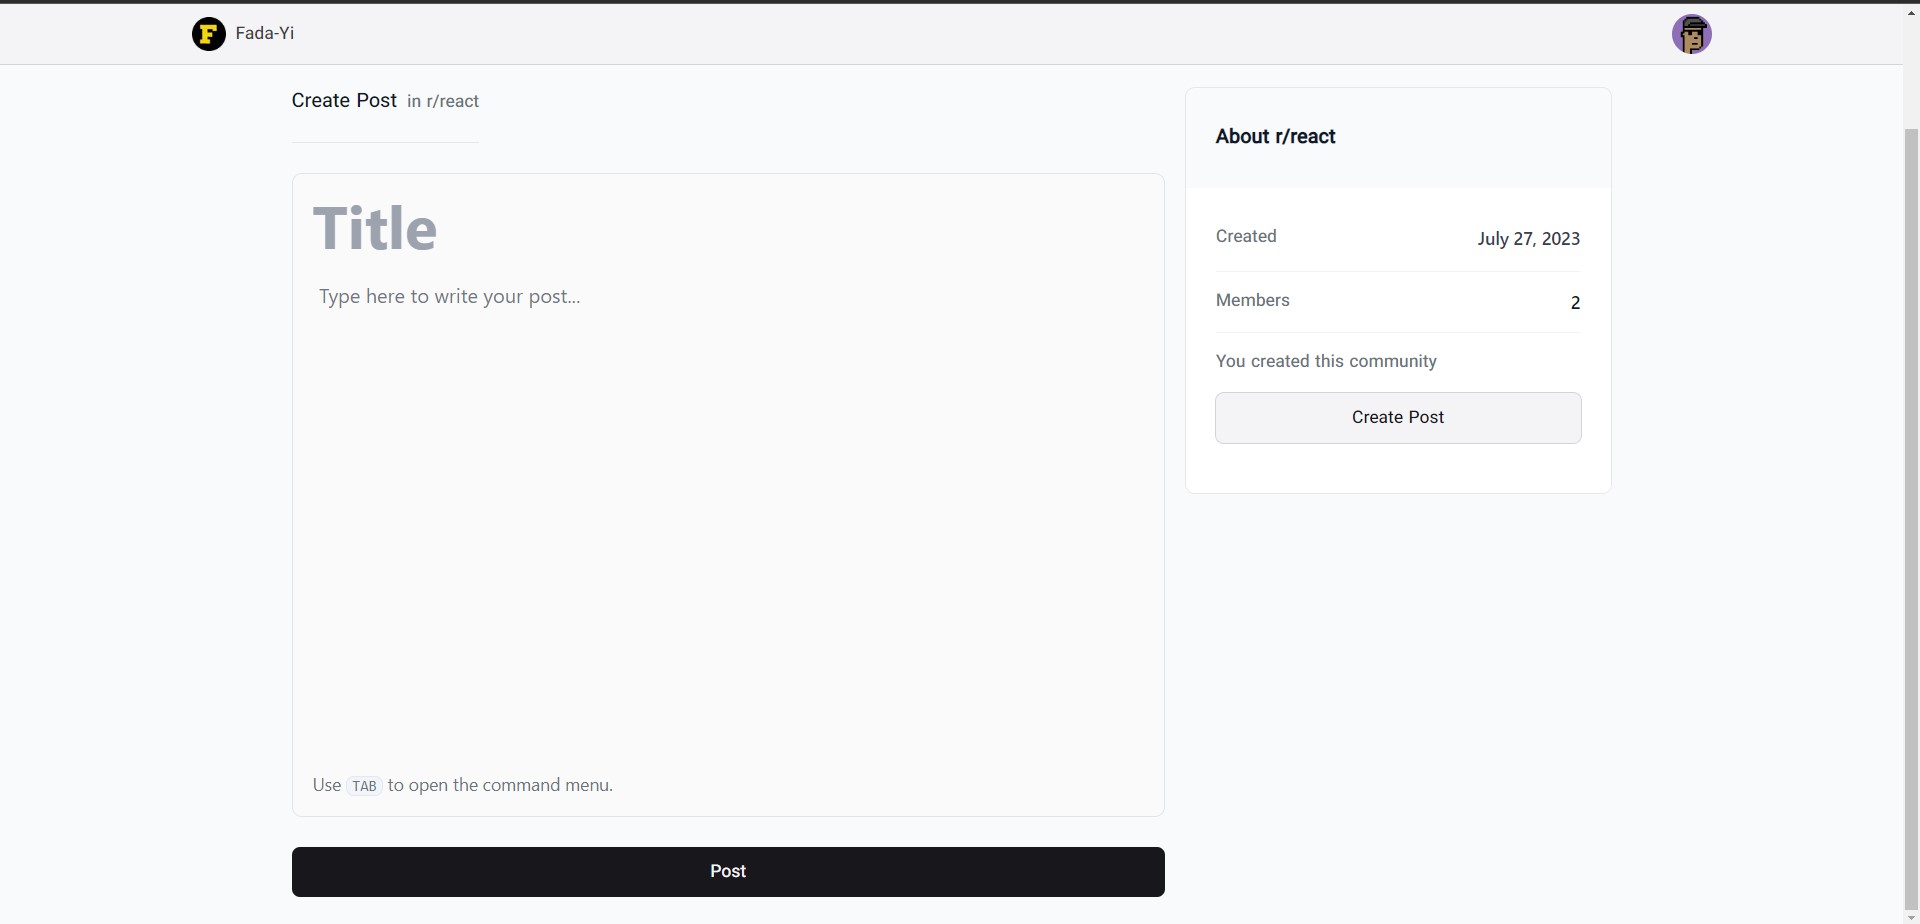 F Fada-Yi
Create Post in r/react
Title
Type here to write your post...
Use TAB to open the command menu.
Post
About r/react
Created July 27, 2023
Members 2
You created this community
Create Post